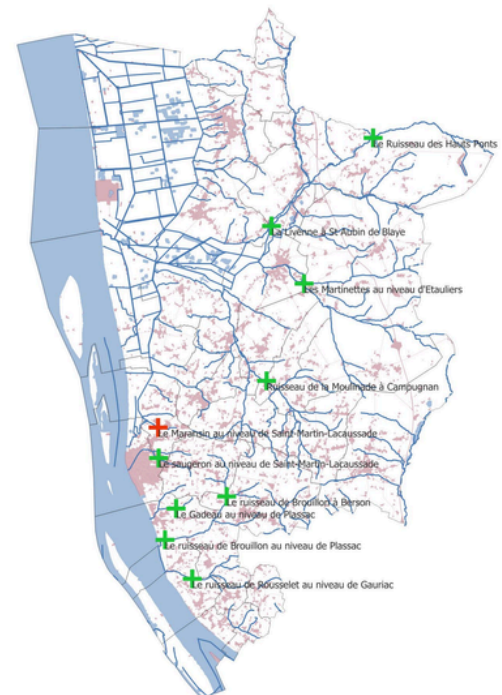 Le Ruisseau des Hauts Ponts
La Livenne à St Aubin de Blaye
Les Martinettes au niveau d'Etauliers
Ruisseau de la Moulinade à Campugnan
Le Maransin au niveau de Saint-Martin-Lacaussade
Le saugeron au niveau de Saint-Martin-Lacaussade
Le ruisseau de Brouillon à Berson
Le Gadeau au niveau de Plassac
Le ruisseau de Brouillon au niveau de Plassac
Le ruisseau de Rousselet au niveau de Gauriac